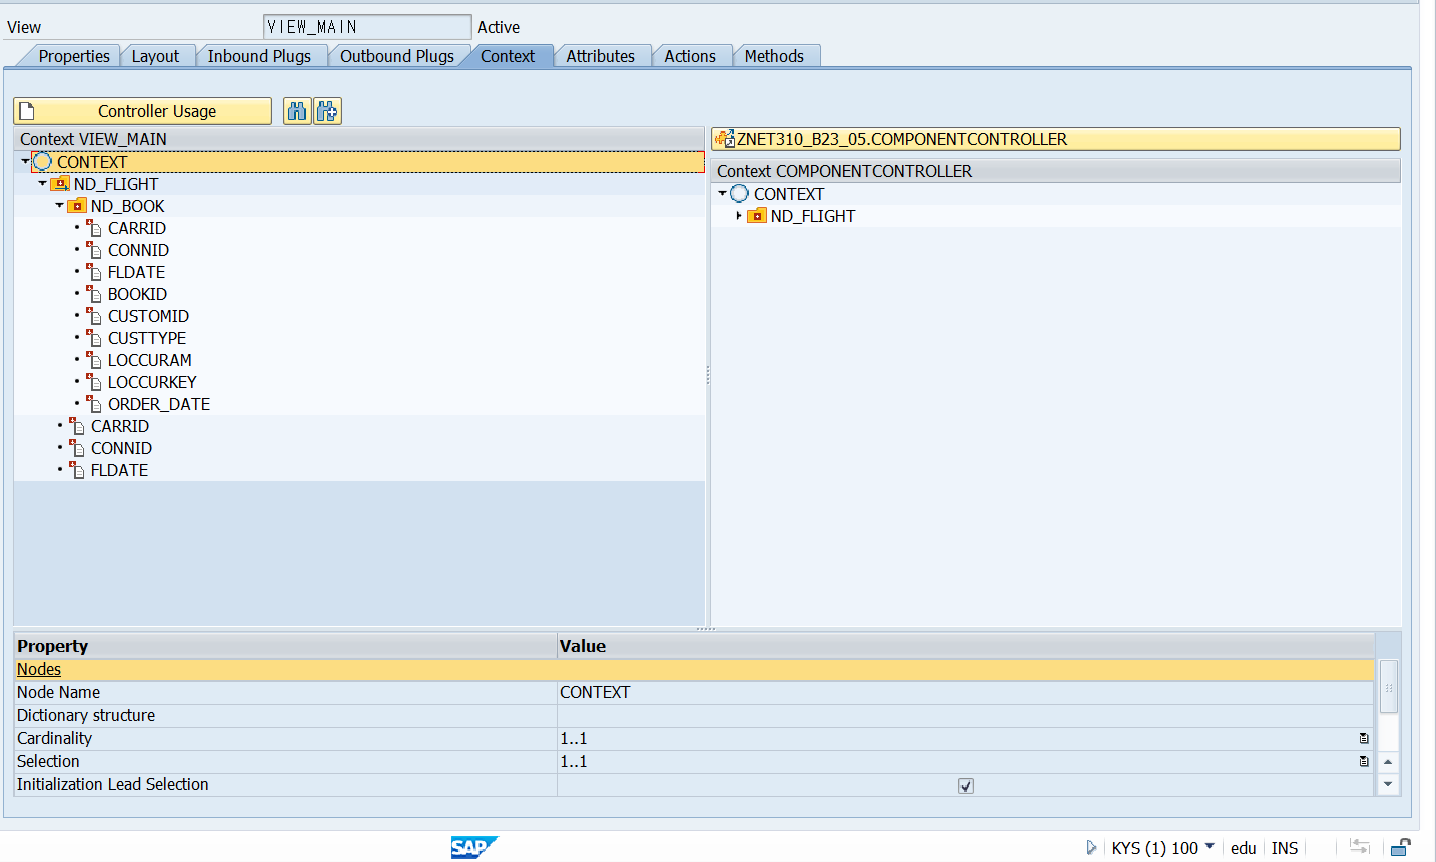 View VIEW_MAIN Active
Properties Layout Inbound Plugs Outbound Plugs Context Attributes Actions Methods
Controller Usage
Context VIEW_MAIN
CONTEXT
ND_FLIGHT
ND_BOOK
CARRID
CONNID
FLDATE
BOOKID
CUSTOMID
CUSTTYPE
LOCCURAM
LOCCURKEY
ORDER_DATE
CARRID
CONNID
FLDATE
ZNET310_B23_05.COMPONENTCONTROLLER
Context COMPONENTCONTROLLER
CONTEXT
ND_FLIGHT
Property Value
Nodes
Node Name CONTEXT
Dictionary structure
Cardinality 1..1
Selection 1..1
Initialization Lead Selection
SAP KYS (1) 100 edu INS